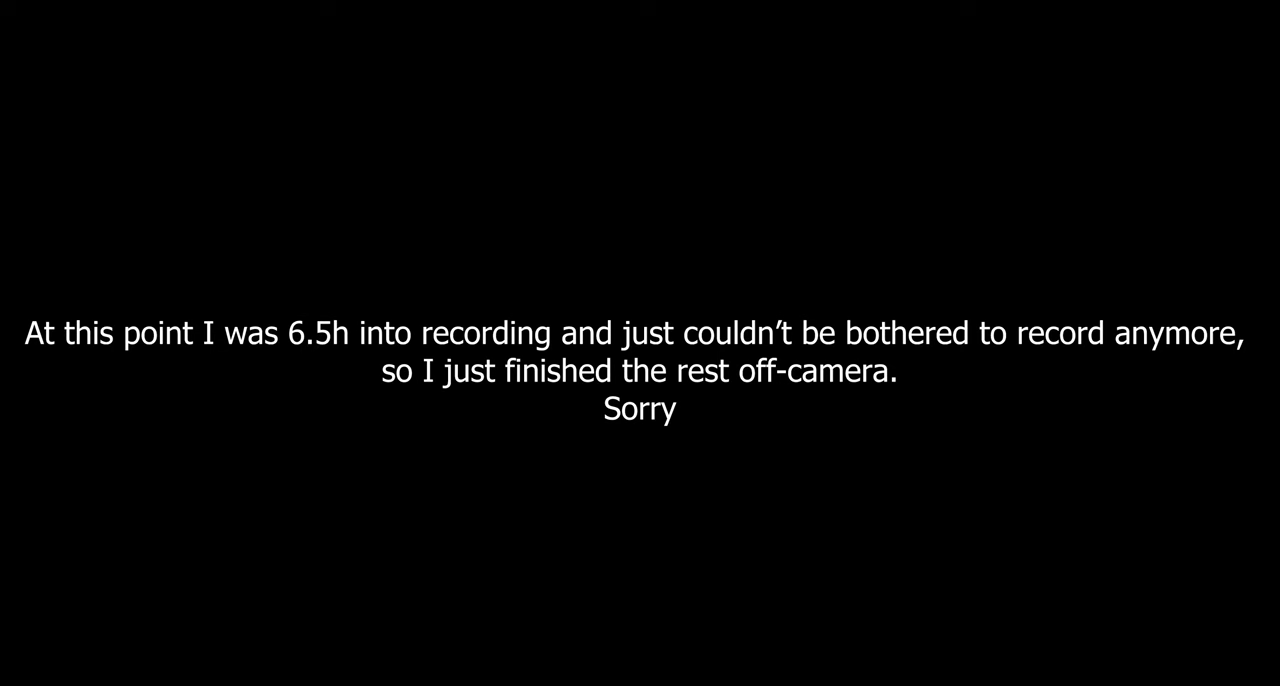 At this point I was 6.5h into recording and just couldn’t be bothered to record anymore,
so I just finished the rest off-camera.
Sorry